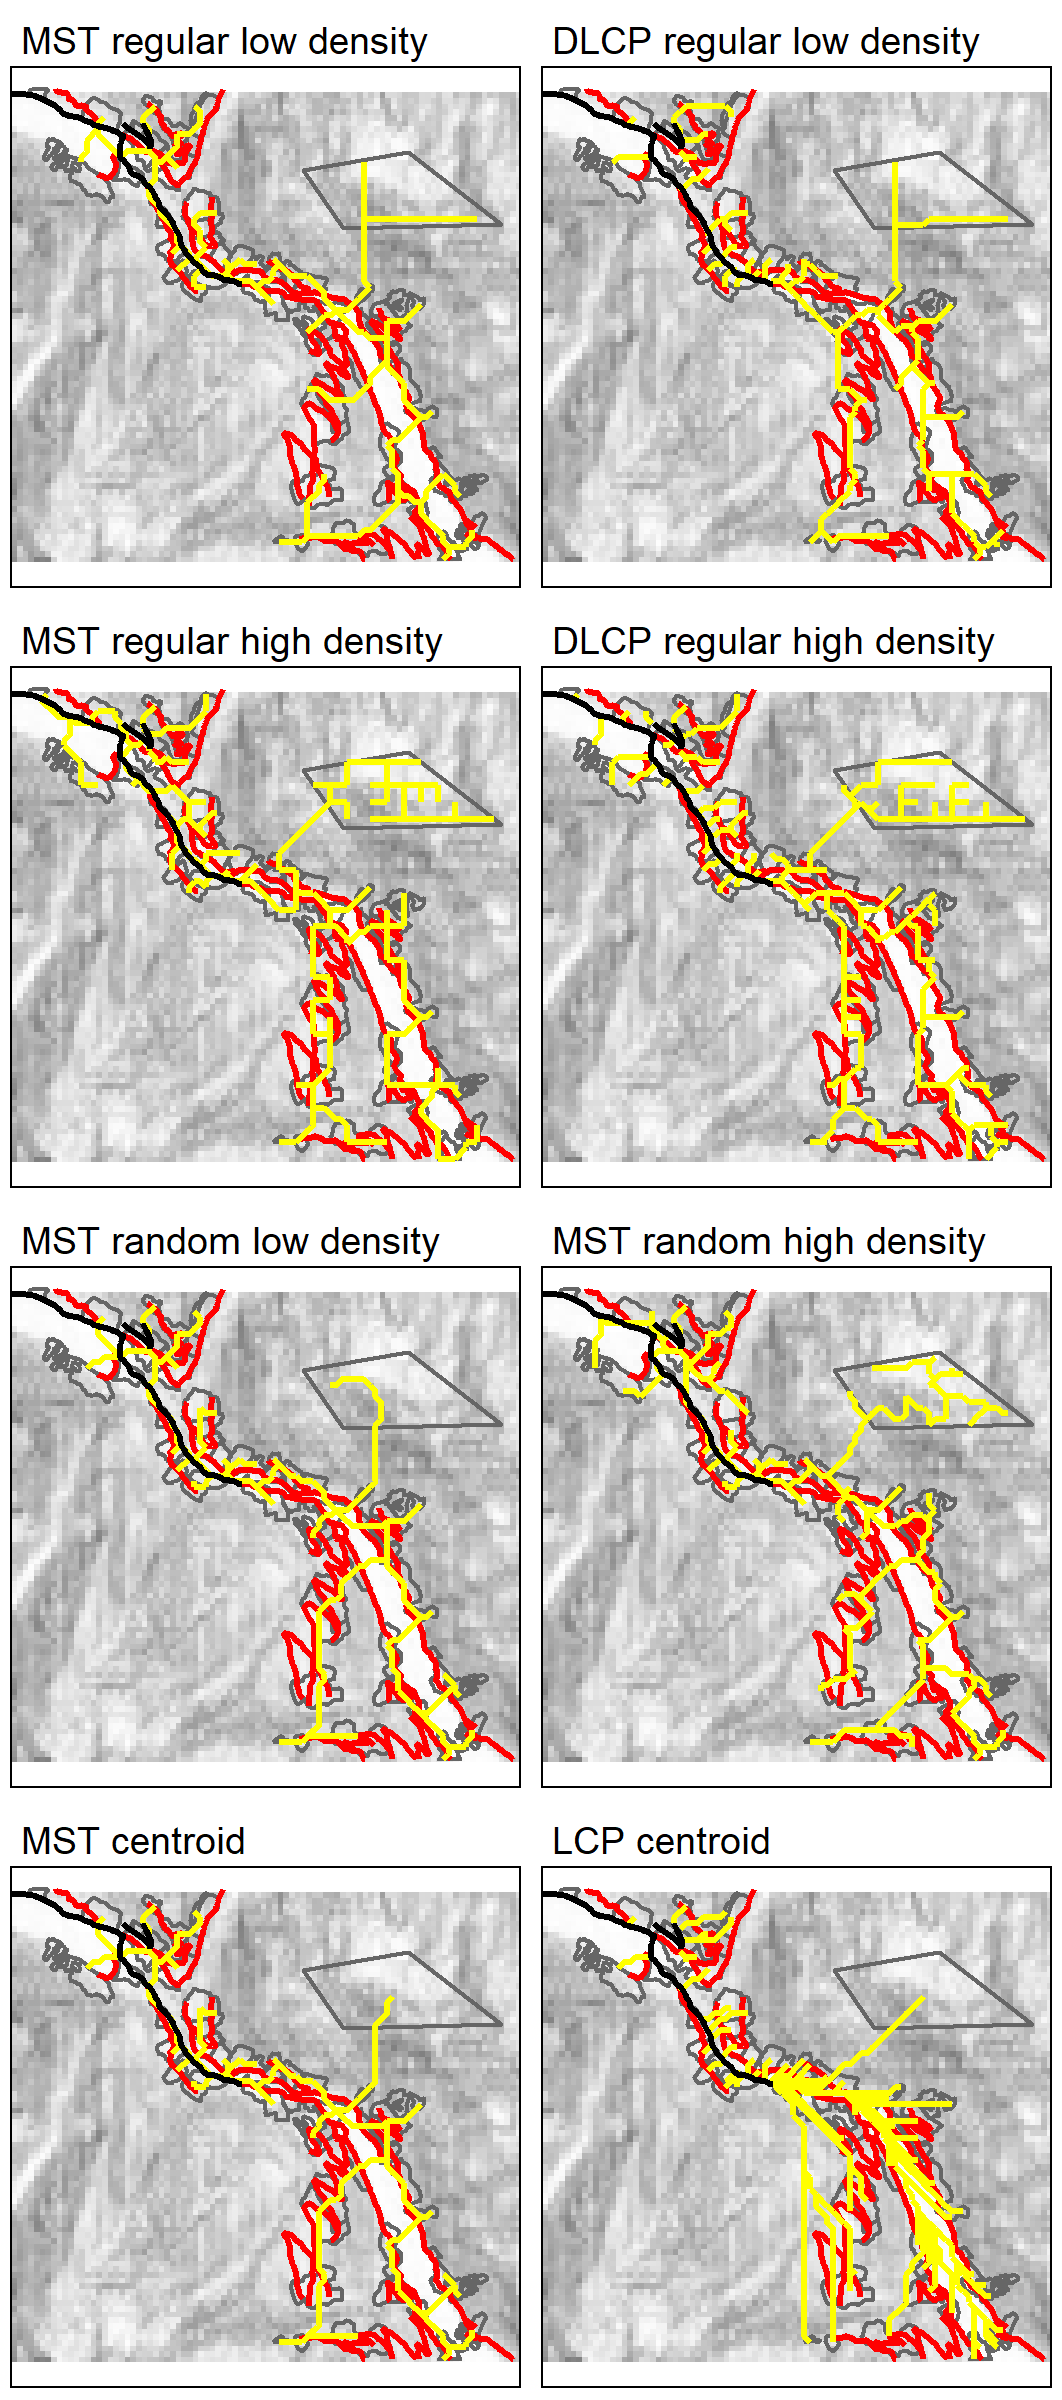 MST regular low density
DLCP regular low density
MST regular high density
DLCP regular high density
MST random low density
MST random high density
MST centroid
LCP centroid